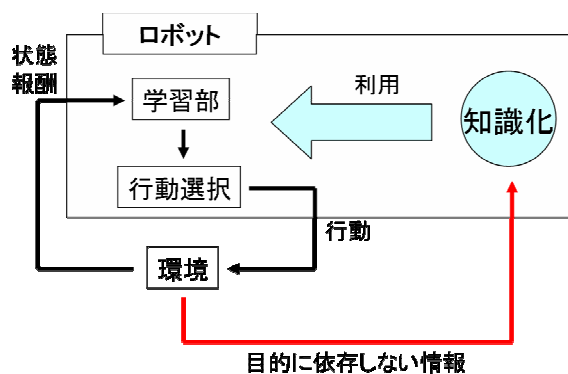 ロボット
状態
報酬
学習部
利用
知識化
行動選択
行動
環境
目的に依存しない情報